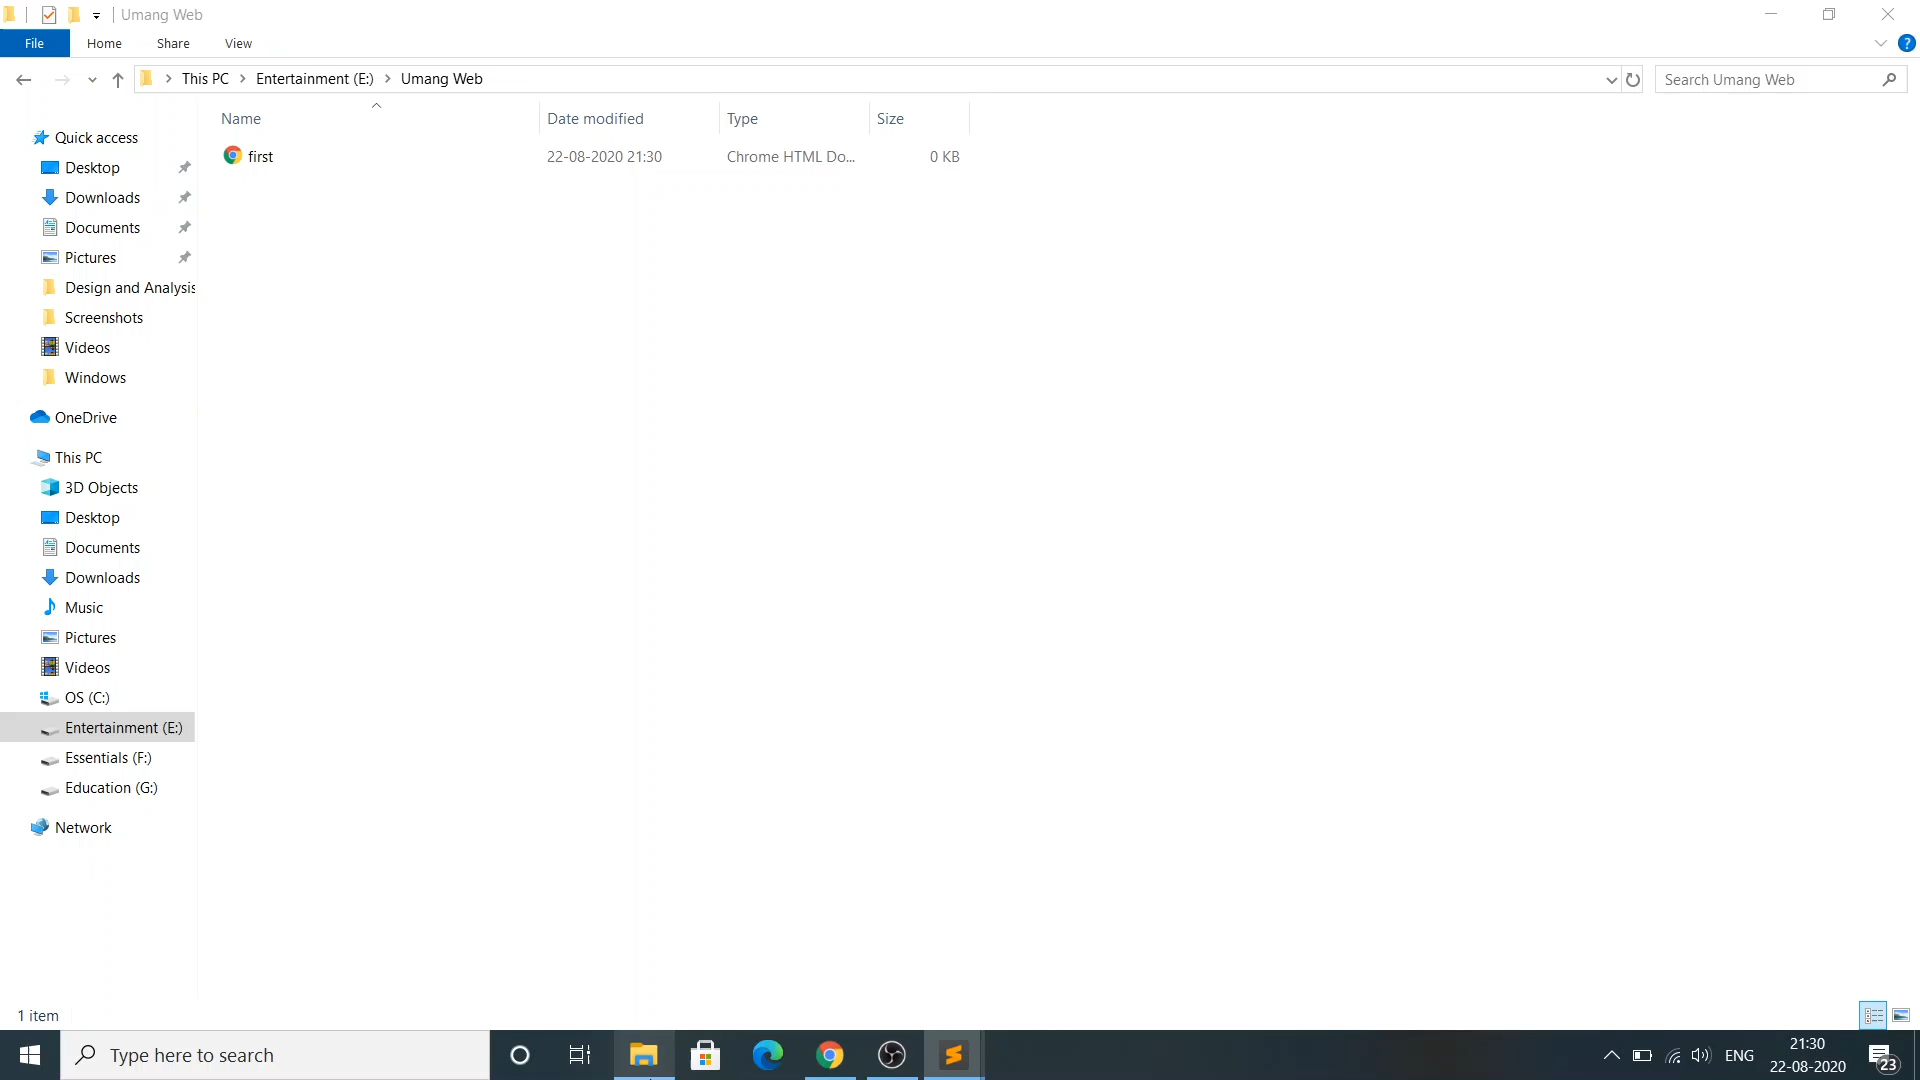 Umang Web
File Home Share View
This PC Entertainment (E:) Umang Web
Search Umang Web
Name Date modified Type Size
first 22-08-2020 21:30 Chrome HTML Do... 0 KB
Quick access
Desktop
Downloads
Documents
Pictures
Design and Analysis
Screenshots
Videos
Windows
OneDrive
This PC
3D Objects
Desktop
Documents
Downloads
Music
Pictures
Videos
OS (C:)
Entertainment (E:)
Essentials (F:)
Education (G:)
Network
1 item
Type here to search
ENG
21:30
22-08-2020
23